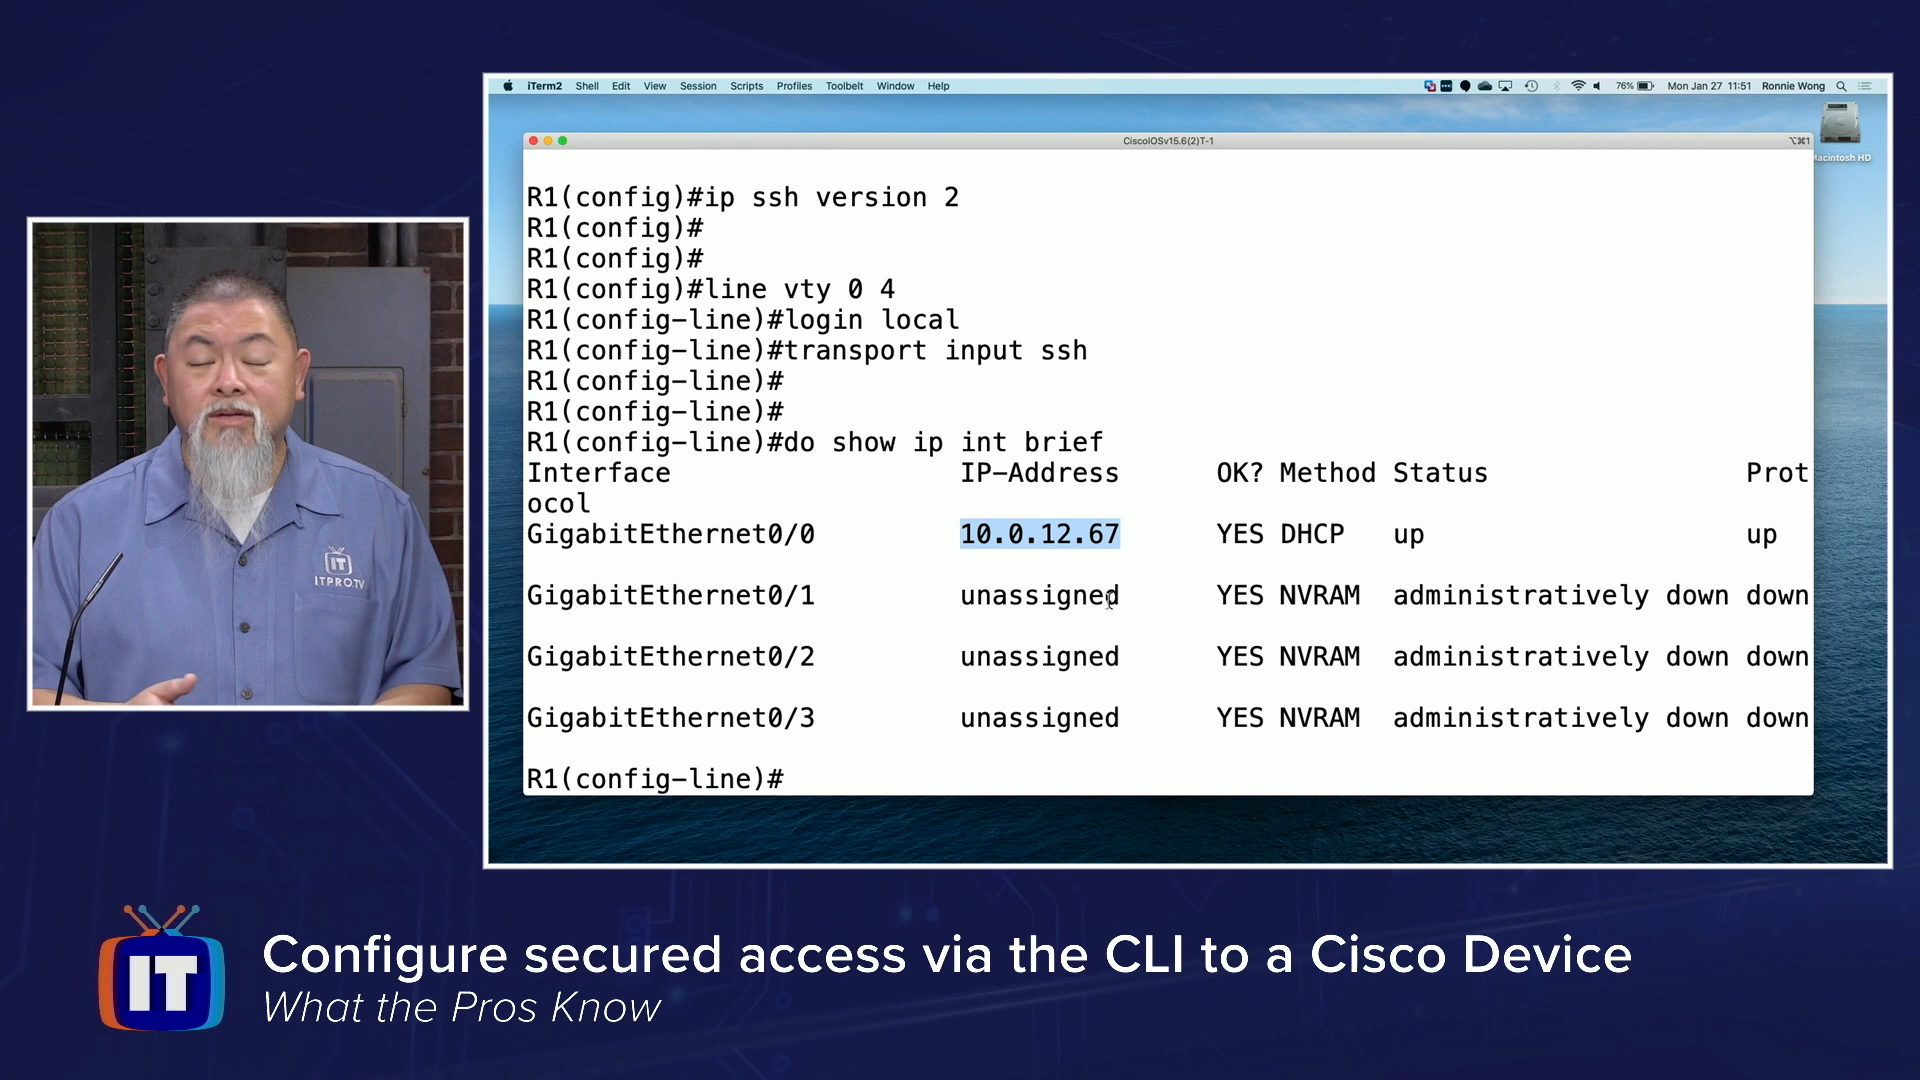 iTerm2 Shell Edit View Session Scripts Profiles Toolbelt Window Help 76% Mon Jan 27 11:51 Ronnie Wong
Macintosh HD
CiscoIOSv15.6(2)T-1 ⌥⌘1
R1(config)#ip ssh version 2
R1(config)#
R1(config)#
R1(config)#line vty 0 4
R1(config-line)#login local
R1(config-line)#transport input ssh
R1(config-line)#
R1(config-line)#
R1(config-line)#do show ip int brief
Interface IP-Address OK? Method Status Prot
ocol
GigabitEthernet0/0 10.0.12.67 YES DHCP up up
GigabitEthernet0/1 unassigned YES NVRAM administratively down down
GigabitEthernet0/2 unassigned YES NVRAM administratively down down
GigabitEthernet0/3 unassigned YES NVRAM administratively down down
R1(config-line)#
IT
ITPROTV
IT
Configure secured access via the CLI to a Cisco Device
What the Pros Know